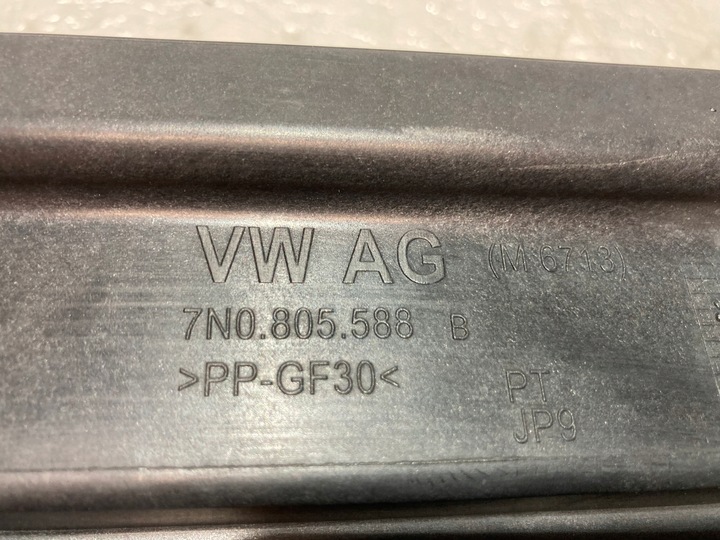 VW AG (M 6713)
7N0.805.588 B
>PP-GF30<
PT
JP9